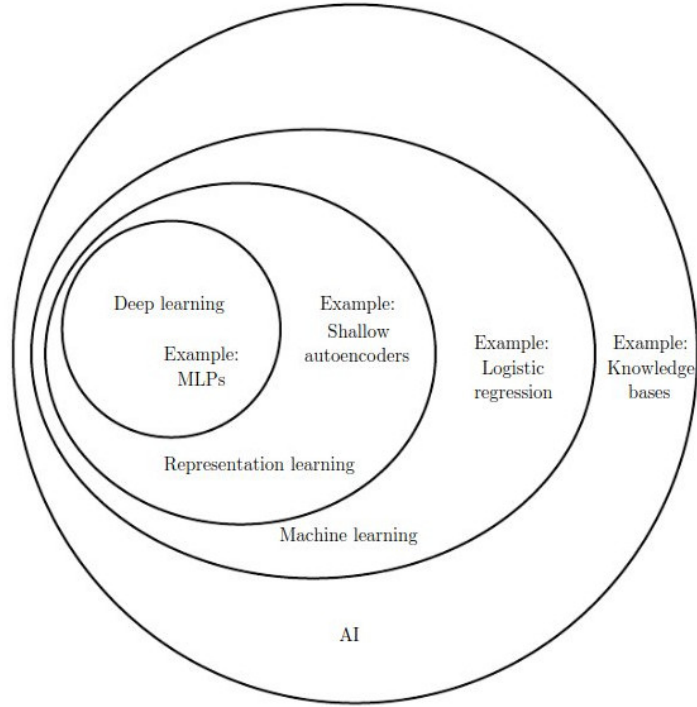 Deep learning
Example:
MLPs
Example:
Shallow
autoencoders
Example:
Logistic
regression
Example:
Knowledge
bases
Representation learning
Machine learning
AI